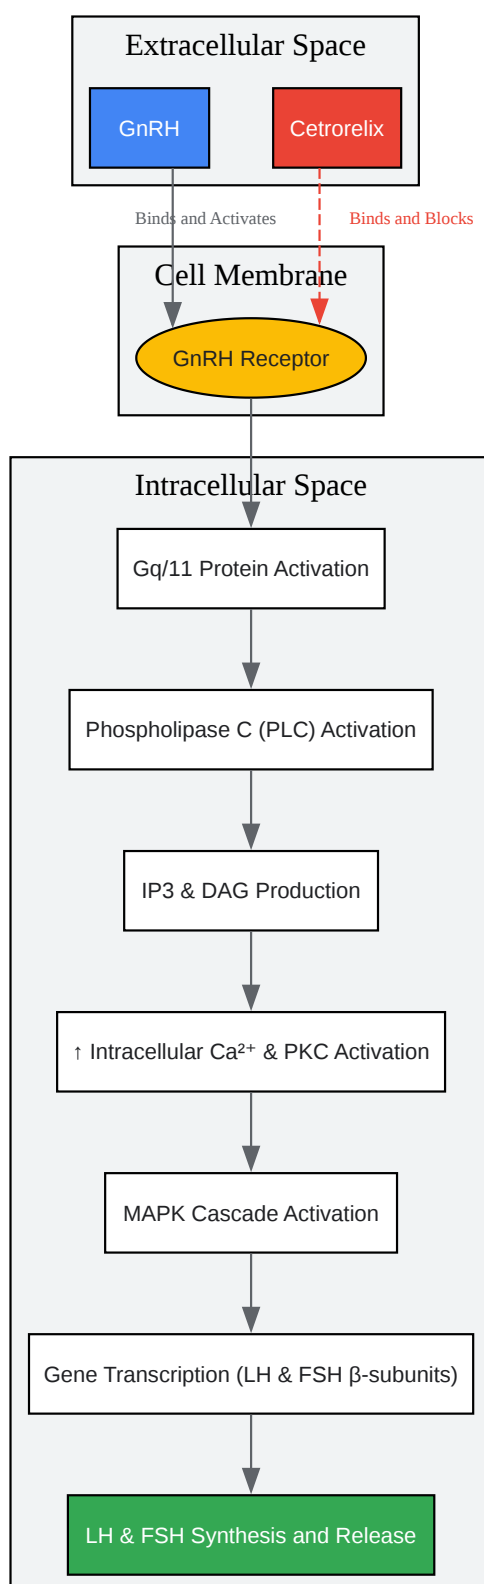 Extracellular Space
GnRH
Cetrorelix
Binds and Activates
Binds and Blocks
Cell Membrane
GnRH Receptor
Intracellular Space
Gq/11 Protein Activation
Phospholipase C (PLC) Activation
IP3 & DAG Production
↑ Intracellular Ca²⁺ & PKC Activation
MAPK Cascade Activation
Gene Transcription (LH & FSH β-subunits)
LH & FSH Synthesis and Release